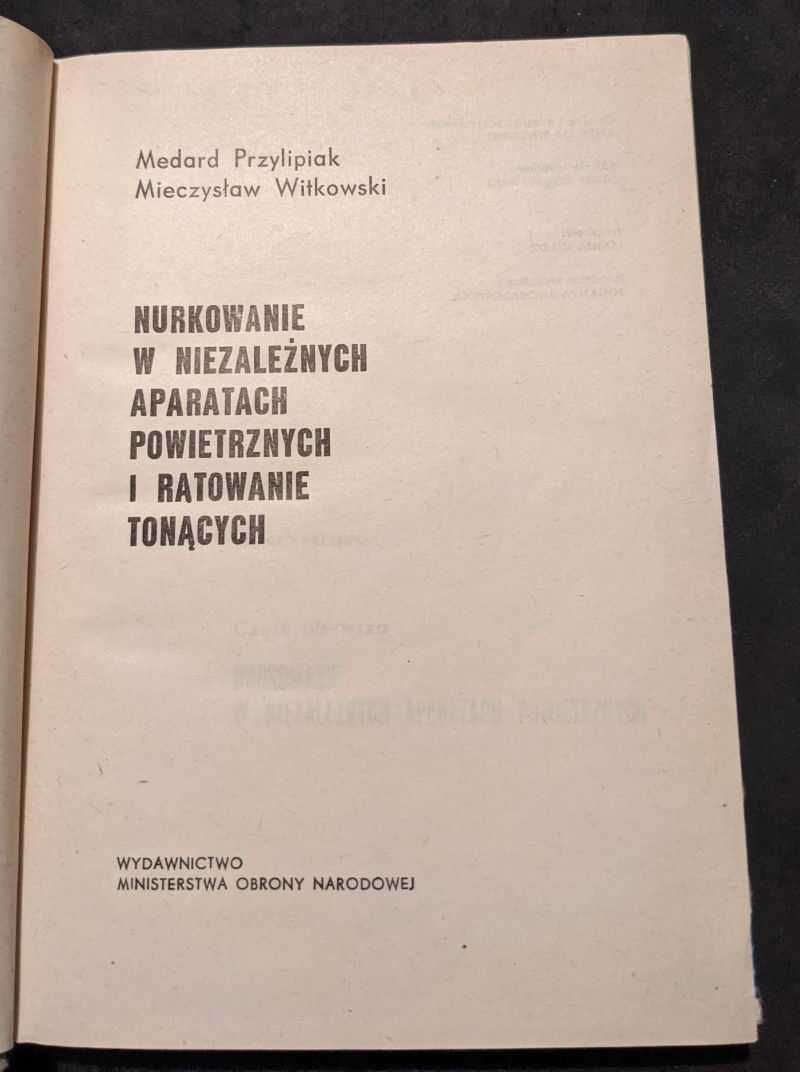 Medard Przylipiak
Mieczysław Witkowski
NURKOWANIE
W NIEZALEŻNYCH
APARATACH
POWIETRZNYCH
I RATOWANIE
TONĄCYCH
WYDAWNICTWO
MINISTERSTWA OBRONY NARODOWEJ